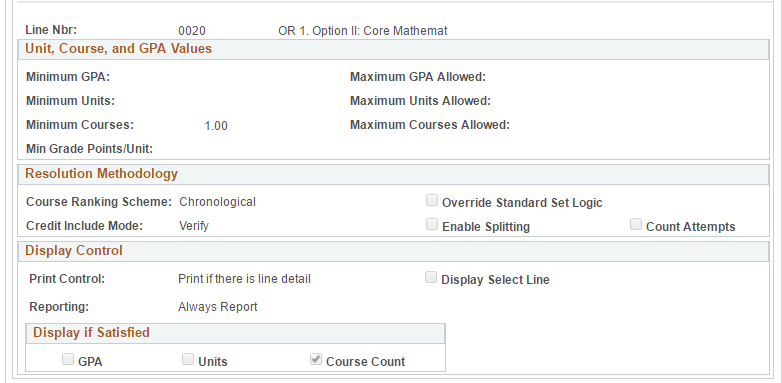 Line Nbr: 0020 OR 1. Option II: Core Mathemat
Unit, Course, and GPA Values
Minimum GPA: Maximum GPA Allowed:
Minimum Units: Maximum Units Allowed:
Minimum Courses: 1.00 Maximum Courses Allowed:
Min Grade Points/Unit:
Resolution Methodology
Course Ranking Scheme: Chronological Override Standard Set Logic
Credit Include Mode: Verify Enable Splitting Count Attempts
Display Control
Print Control: Print if there is line detail Display Select Line
Reporting: Always Report
Display if Satisfied
GPA Units Course Count